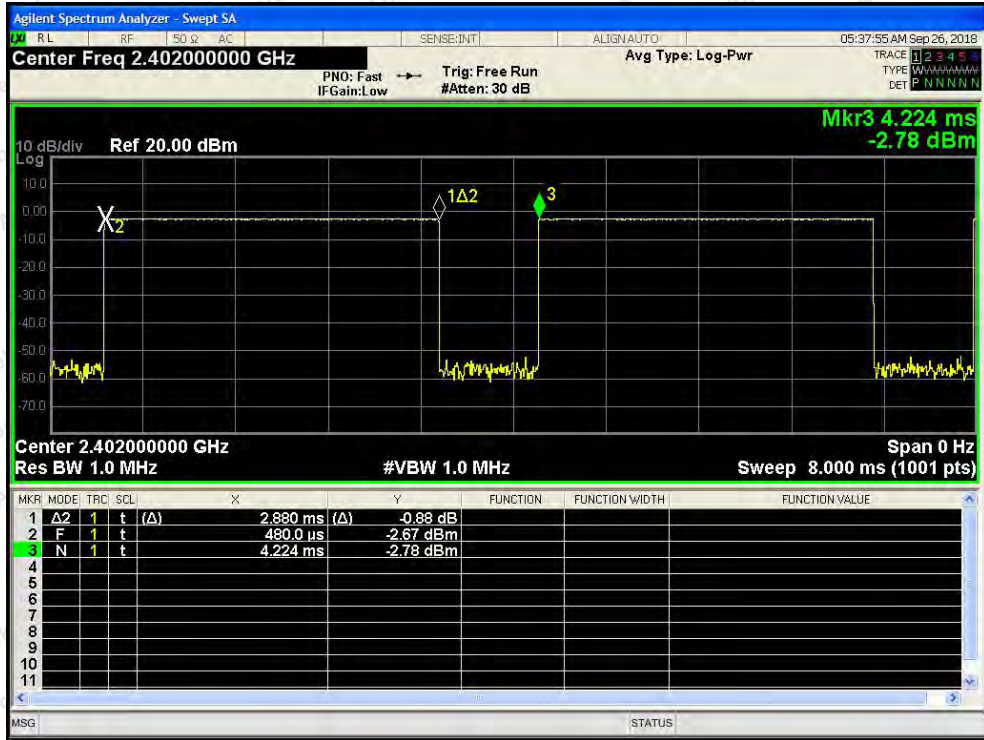 Agilent Spectrum Analyzer - Swept SA
LXI RL RF 50 Ω AC SENSE:INT ALIGN AUTO 05:37:55 AM Sep 26, 2018
Center Freq 2.402000000 GHz Avg Type: Log-Pwr TRACE 1 2 3 4 5 6
PNO: Fast Trig: Free Run TYPE WWWWWW
IFGain:Low #Atten: 30 dB DET P N N N N N
Mkr3 4.224 ms
10 dB/div Ref 20.00 dBm -2.78 dBm
Log
10.0
0.00
-10.0
-20.0
-30.0
-40.0
-50.0
-60.0
-70.0
X2 1Δ2 3
Center 2.402000000 GHz Span 0 Hz
Res BW 1.0 MHz #VBW 1.0 MHz Sweep 8.000 ms (1001 pts)
MKR MODE TRC SCL X Y FUNCTION FUNCTION WIDTH FUNCTION VALUE
1 Δ2 1 t (Δ) 2.880 ms (Δ) -0.88 dB
2 F 1 t 480.0 µs -2.67 dBm
3 N 1 t 4.224 ms -2.78 dBm
4
5
6
7
8
9
10
11
MSG STATUS